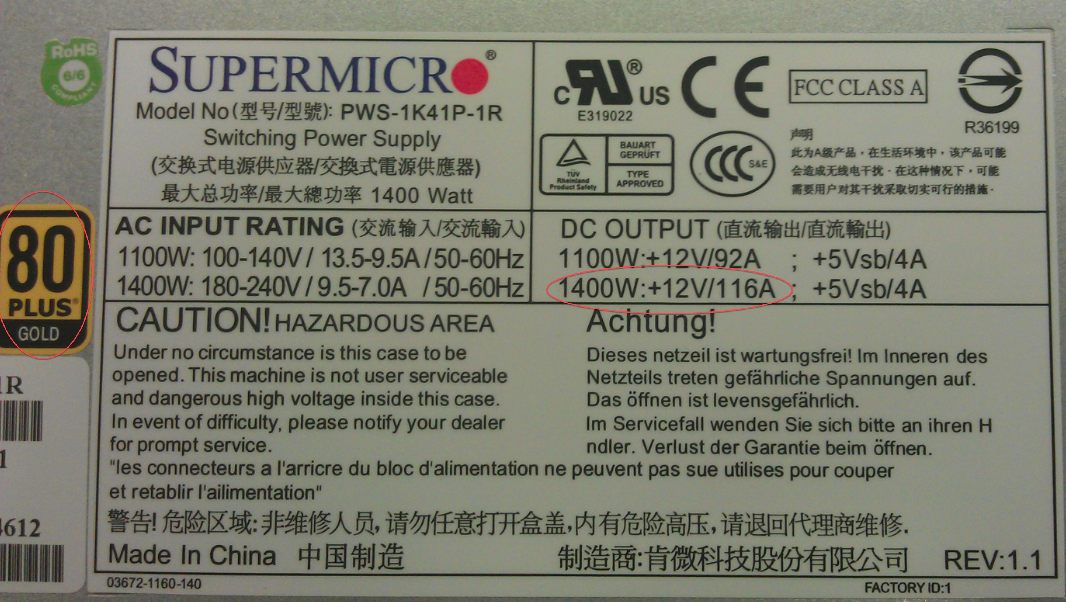 RoHS
6/6
COMPLIANT
SUPERMICRO®
Model No (型号/型號): PWS-1K41P-1R
Switching Power Supply
(交换式电源供应器/交換式電源供應器)
最大总功率/最大總功率 1400 Watt
c RU® US
E319022
CE
FCC CLASS A
R36199
TÜV
Rheinland
Product Safety
BAUART
GEPRÜFT
TYPE
APPROVED
CCC S&E
声明
此为A级产品，在生活环境中，该产品可能
会造成无线电干扰．在这种情况下，可能
需要用户对其干扰采取切实可行的措施．
80
PLUS®
GOLD
AC INPUT RATING (交流输入/交流輸入)
1100W: 100-140V / 13.5-9.5A / 50-60Hz
1400W: 180-240V / 9.5-7.0A / 50-60Hz
DC OUTPUT (直流输出/直流輸出)
1100W:+12V/92A ; +5Vsb/4A
1400W:+12V/116A ; +5Vsb/4A
CAUTION! HAZARDOUS AREA
Under no circumstance is this case to be
opened. This machine is not user serviceable
and dangerous high voltage inside this case.
In event of difficulty, please notify your dealer
for prompt service.
Achtung!
Dieses netzeil ist wartungsfrei! Im Inneren des
Netzteils treten gefährliche Spannungen auf.
Das öffnen ist levensgefährlich.
Im Servicefall wenden Sie sich bitte an ihren H
ndler. Verlust der Garantie beim öffnen.
"les connecteurs a l'arricre du bloc d'alimentation ne peuvent pas sue utilises pour couper
et retablir l'ailimentation"
警告! 危险区域: 非维修人员, 请勿任意打开盒盖, 内有危险高压, 请退回代理商维修.
Made In China 中国制造
制造商: 肯微科技股份有限公司 REV:1.1
03672-1160-140
FACTORY ID:1
1R
1
4612